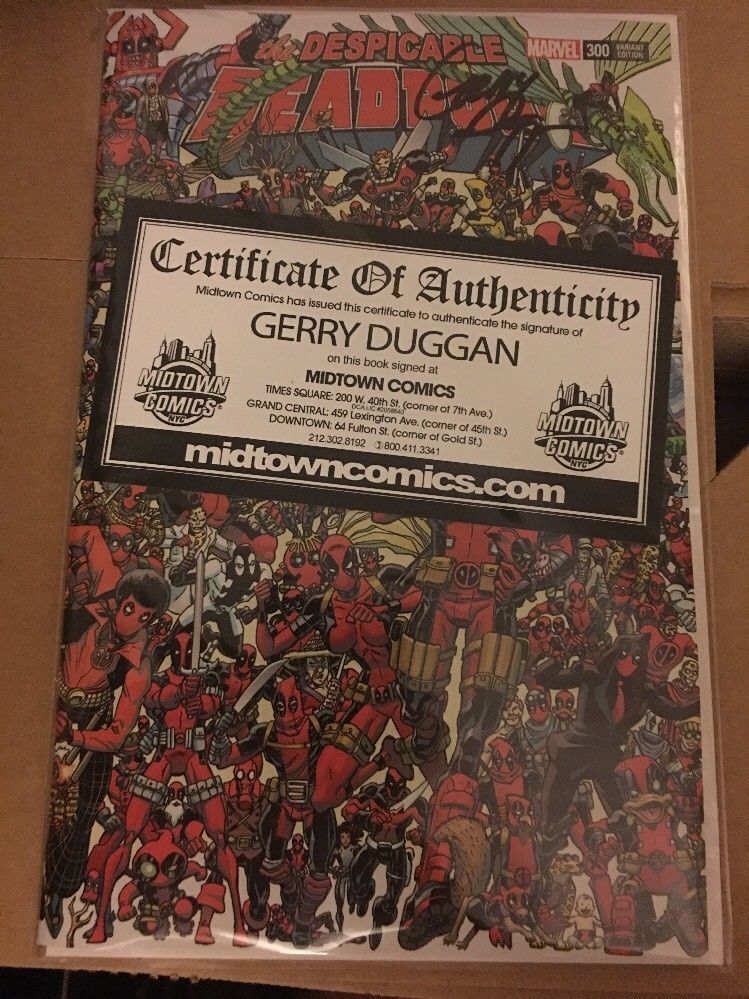 the DESPICABLE
DEADPOOL
MARVEL 300 VARIANT EDITION
Certificate Of Authenticity
Midtown Comics has issued this certificate to authenticate the signature of
GERRY DUGGAN
on this book signed at
MIDTOWN COMICS
TIMES SQUARE: 200 W. 40th St. (corner of 7th Ave.)
DCA LIC #2058643
GRAND CENTRAL: 459 Lexington Ave. (corner of 45th St.)
DOWNTOWN: 64 Fulton St. (corner of Gold St.)
212.302.8192 ✆ 800.411.3341
MIDTOWN
COMICS®
NYC
MIDTOWN
COMICS®
NYC
midtowncomics.com